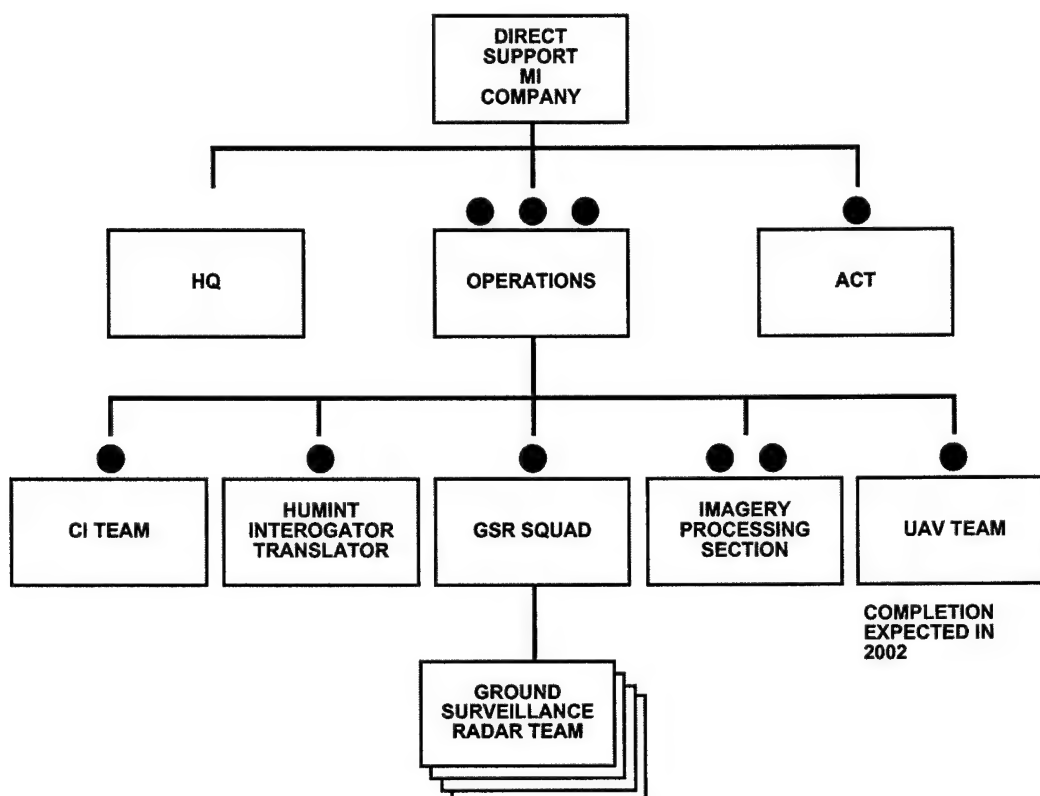 DIRECT
SUPPORT
MI
COMPANY
HQ
OPERATIONS
ACT
CI TEAM
HUMINT
INTEROGATOR
TRANSLATOR
GSR SQUAD
IMAGERY
PROCESSING
SECTION
UAV TEAM
COMPLETION
EXPECTED IN
2002
GROUND
SURVEILLANCE
RADAR TEAM